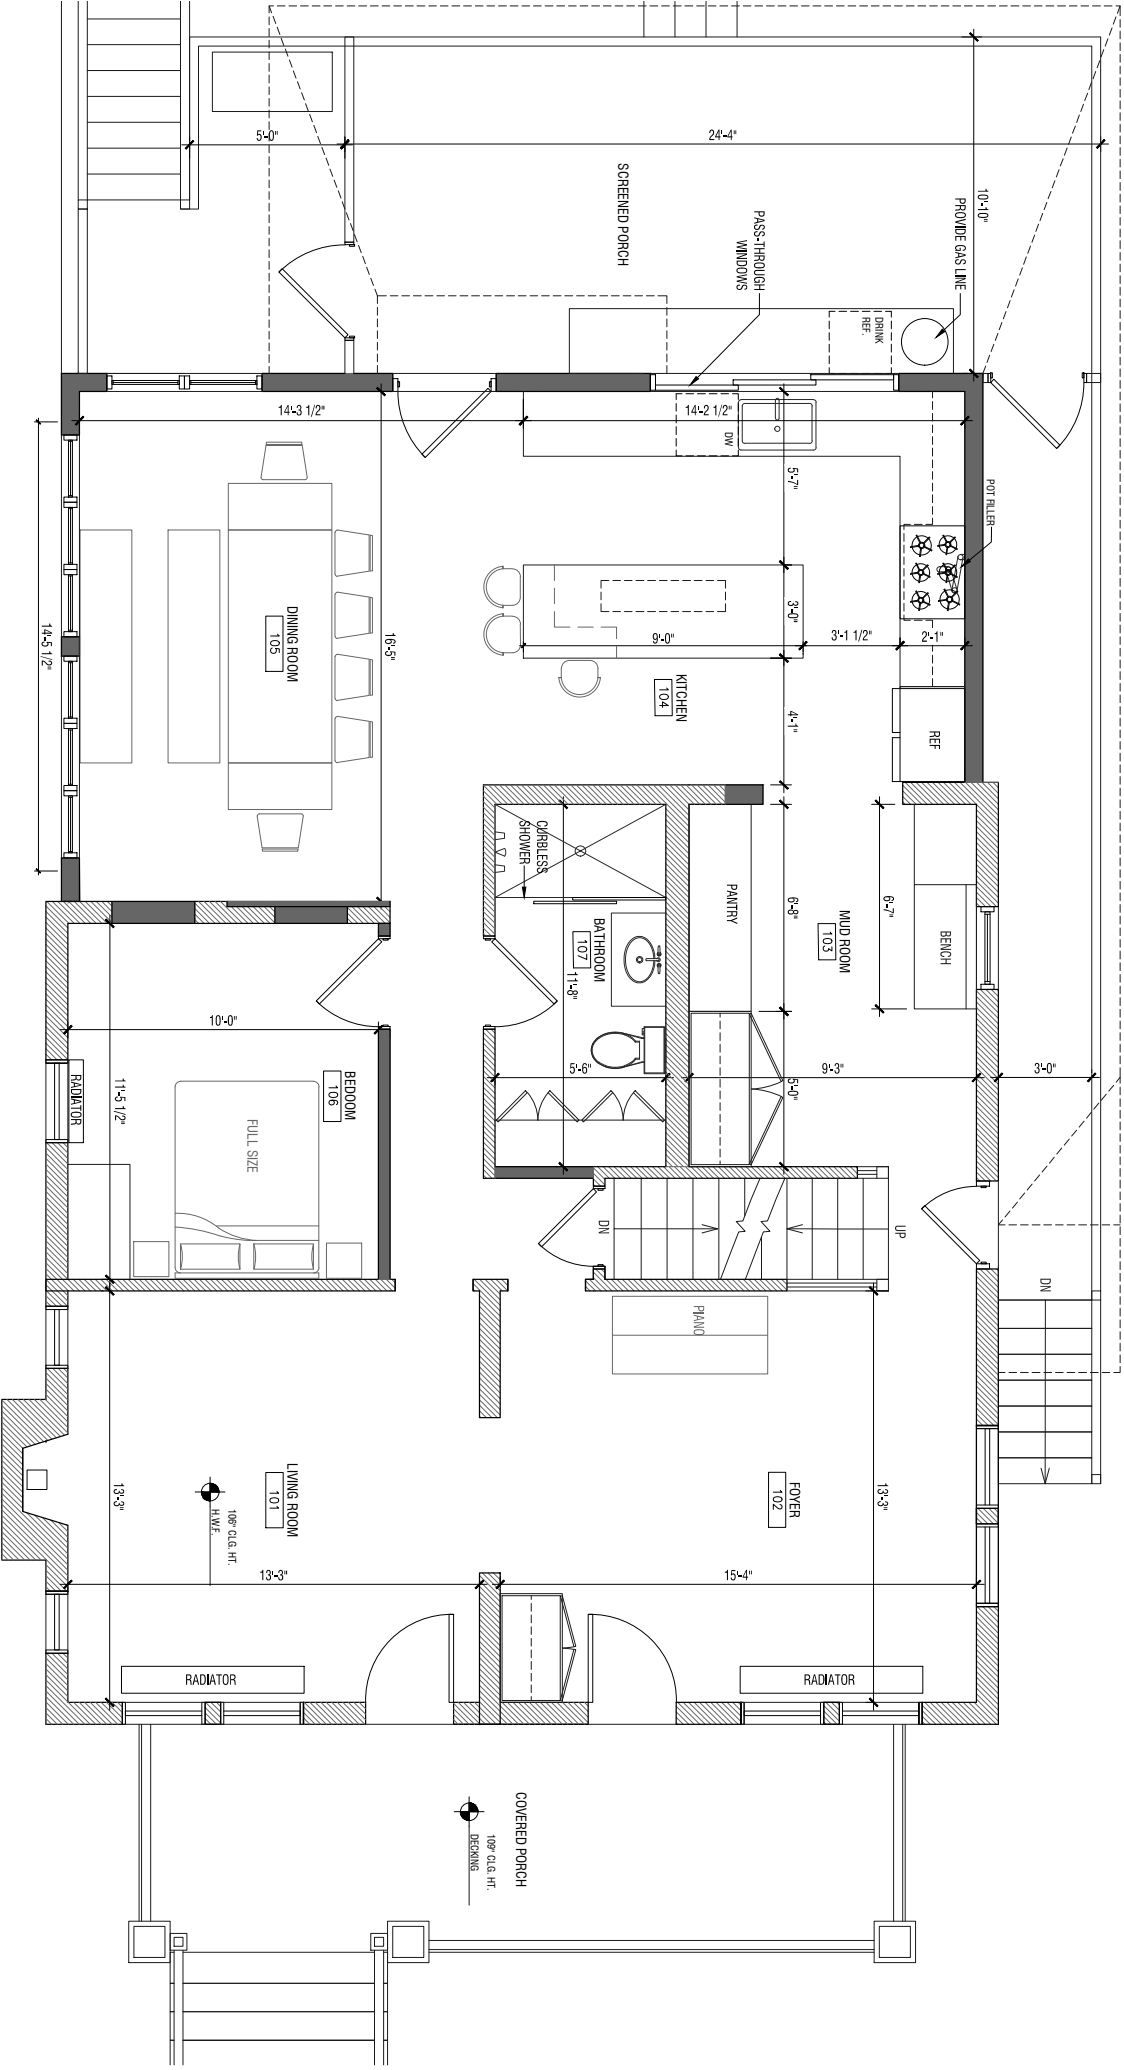 5'-0"
24'-4"
10'-10"
SCREENED PORCH
PASS-THROUGH
WINDOWS
PROVIDE GAS LINE
DRINK
REF.
14'-3 1/2"
14'-2 1/2"
DW
5'-7"
POT FILLER
14'-5 1/2"
DINING ROOM
105
16'-5"
9'-0"
3'-0"
3'-1 1/2"
2'-1"
KITCHEN
104
4'-1"
REF
CURBLESS
SHOWER
PANTRY
6'-8"
MUD ROOM
103
6'-7"
BENCH
BATHROOM
107
11'-8"
10'-0"
RADIATOR
11'-5 1/2"
BEDOOM
106
FULL SIZE
5'-6"
5'-0"
9'-3"
3'-0"
DN
UP
DN
PIANO
13'-3"
LIVING ROOM
101
106" CLG. HT.
H.W.F.
FOYER
102
13'-3"
13'-3"
15'-4"
RADIATOR
RADIATOR
COVERED PORCH
109" CLG. HT.
DECKING